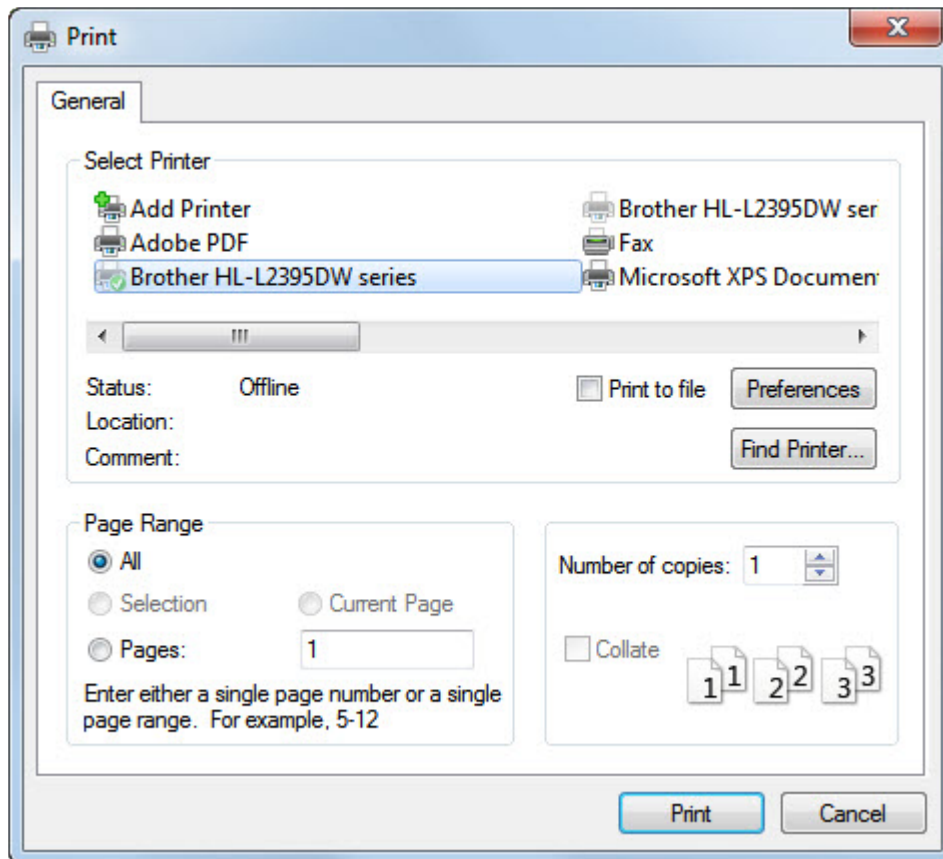 Print
General
Select Printer
Add Printer
Brother HL-L2395DW ser
Adobe PDF
Fax
Brother HL-L2395DW series
Microsoft XPS Documen
Status: Offline
Print to file
Preferences
Location:
Comment:
Find Printer...
Page Range
All
Selection
Current Page
Pages: 1
Enter either a single page number or a single
page range. For example, 5-12
Number of copies: 1
Collate
1 1 2 2 3 3
Print
Cancel